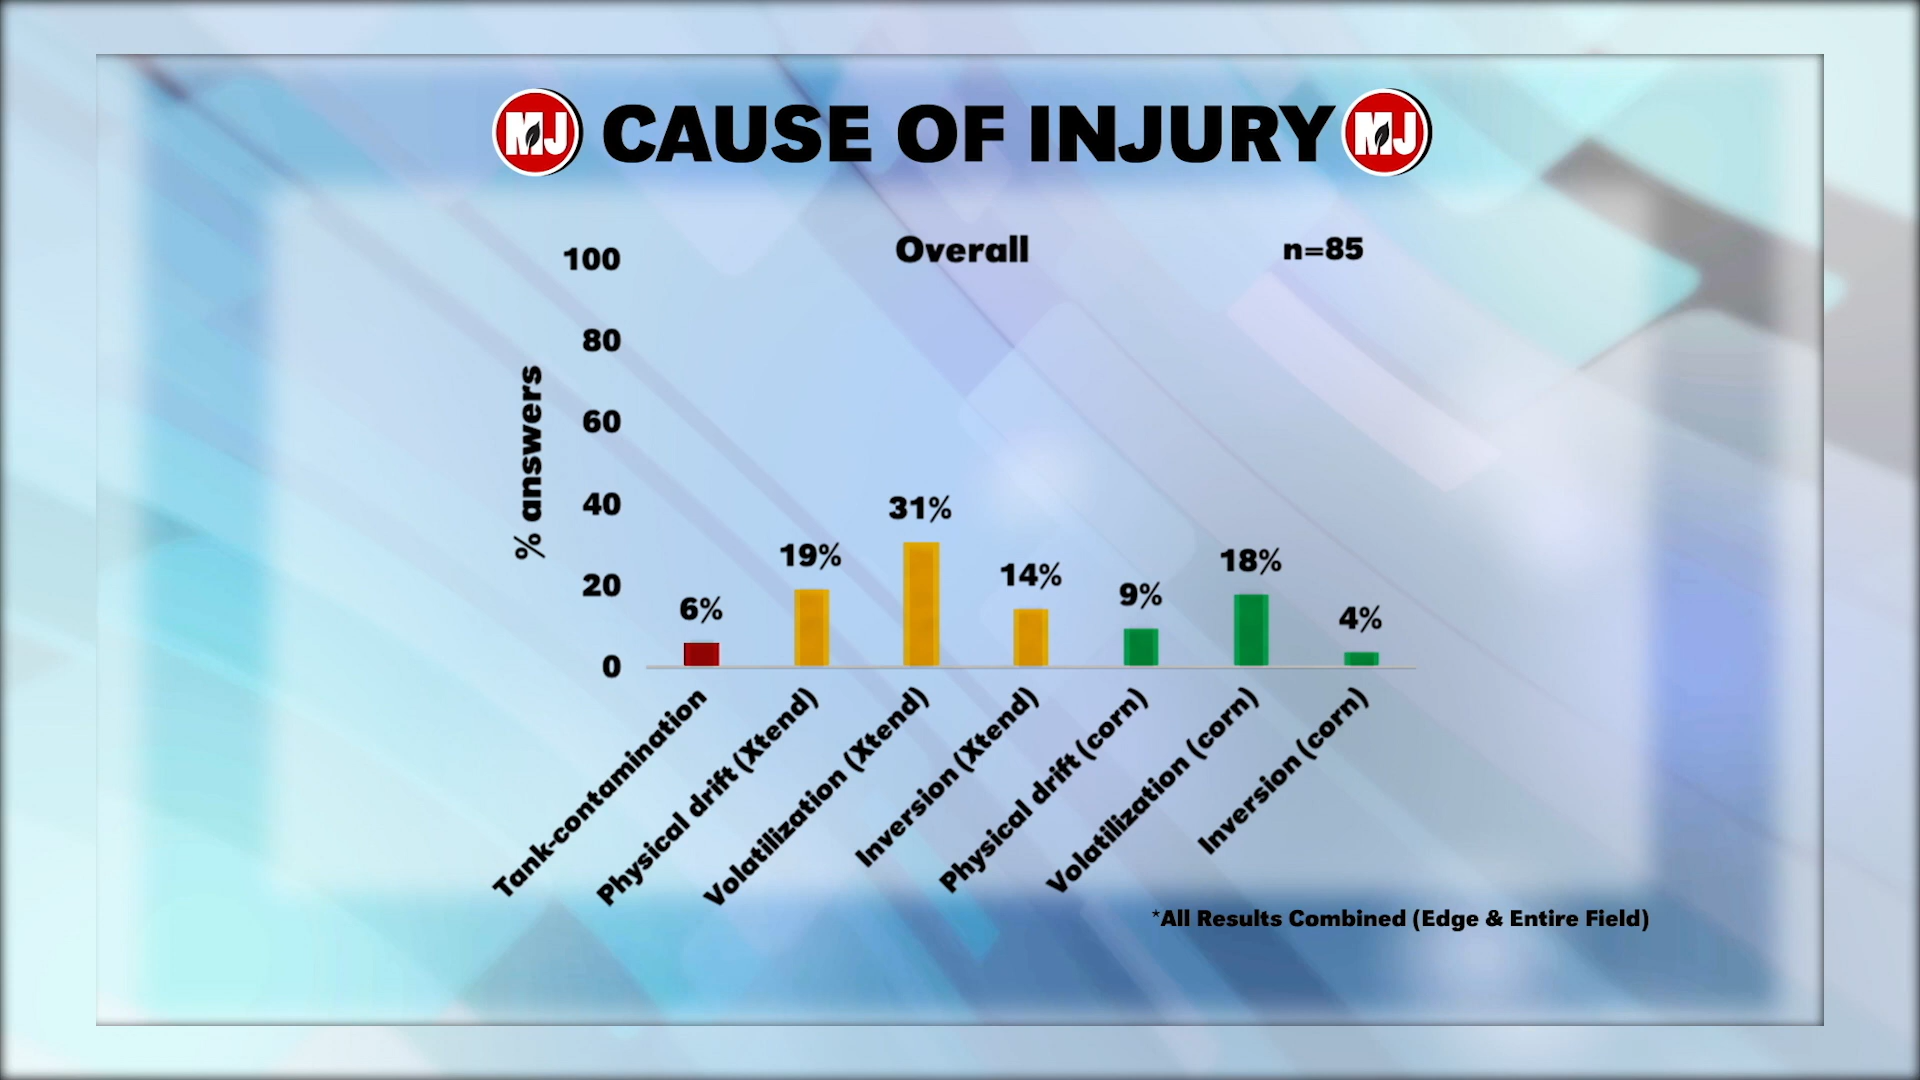 MJ CAUSE OF INJURY MJ
Overall
n=85
% answers
100
80
60
40
20
0
6%
19%
31%
14%
9%
18%
4%
Tank-contamination
Physical drift (Xtend)
Volatilization (Xtend)
Inversion (Xtend)
Physical drift (corn)
Volatilization (corn)
Inversion (corn)
*All Results Combined (Edge & Entire Field)